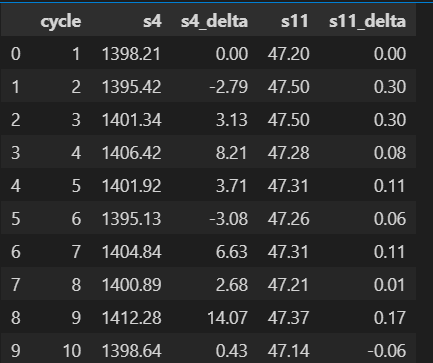 cycle s4 s4_delta s11 s11_delta
0 1 1398.21 0.00 47.20 0.00
1 2 1395.42 -2.79 47.50 0.30
2 3 1401.34 3.13 47.50 0.30
3 4 1406.42 8.21 47.28 0.08
4 5 1401.92 3.71 47.31 0.11
5 6 1395.13 -3.08 47.26 0.06
6 7 1404.84 6.63 47.31 0.11
7 8 1400.89 2.68 47.21 0.01
8 9 1412.28 14.07 47.37 0.17
9 10 1398.64 0.43 47.14 -0.06